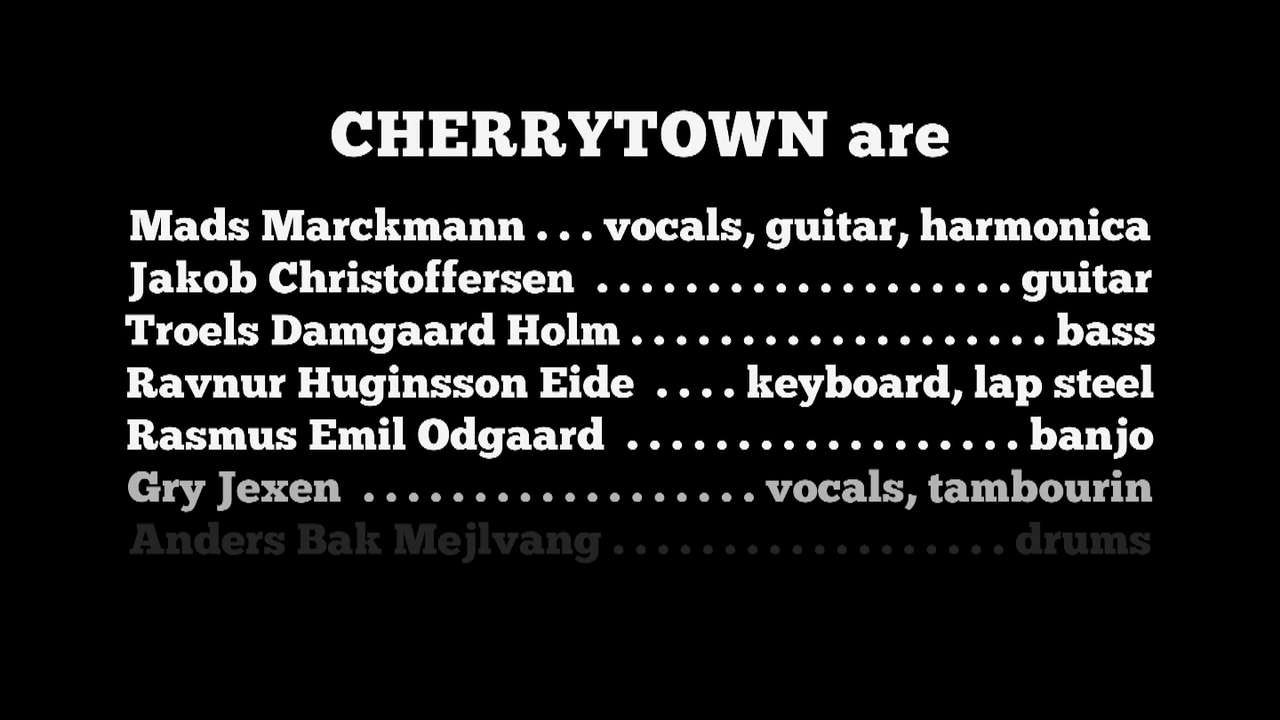 CHERRYTOWN are
Mads Marckmann . . . vocals, guitar, harmonica
Jakob Christoffersen . . . . . . . . . . . . . . . . . . . guitar
Troels Damgaard Holm . . . . . . . . . . . . . . . . . . . bass
Ravnur Huginsson Eide . . . . keyboard, lap steel
Rasmus Emil Odgaard . . . . . . . . . . . . . . . . . . banjo
Gry Jexen . . . . . . . . . . . . . . . . . . vocals, tambourin
Anders Bak Mejlvang . . . . . . . . . . . . . . . . . . drums